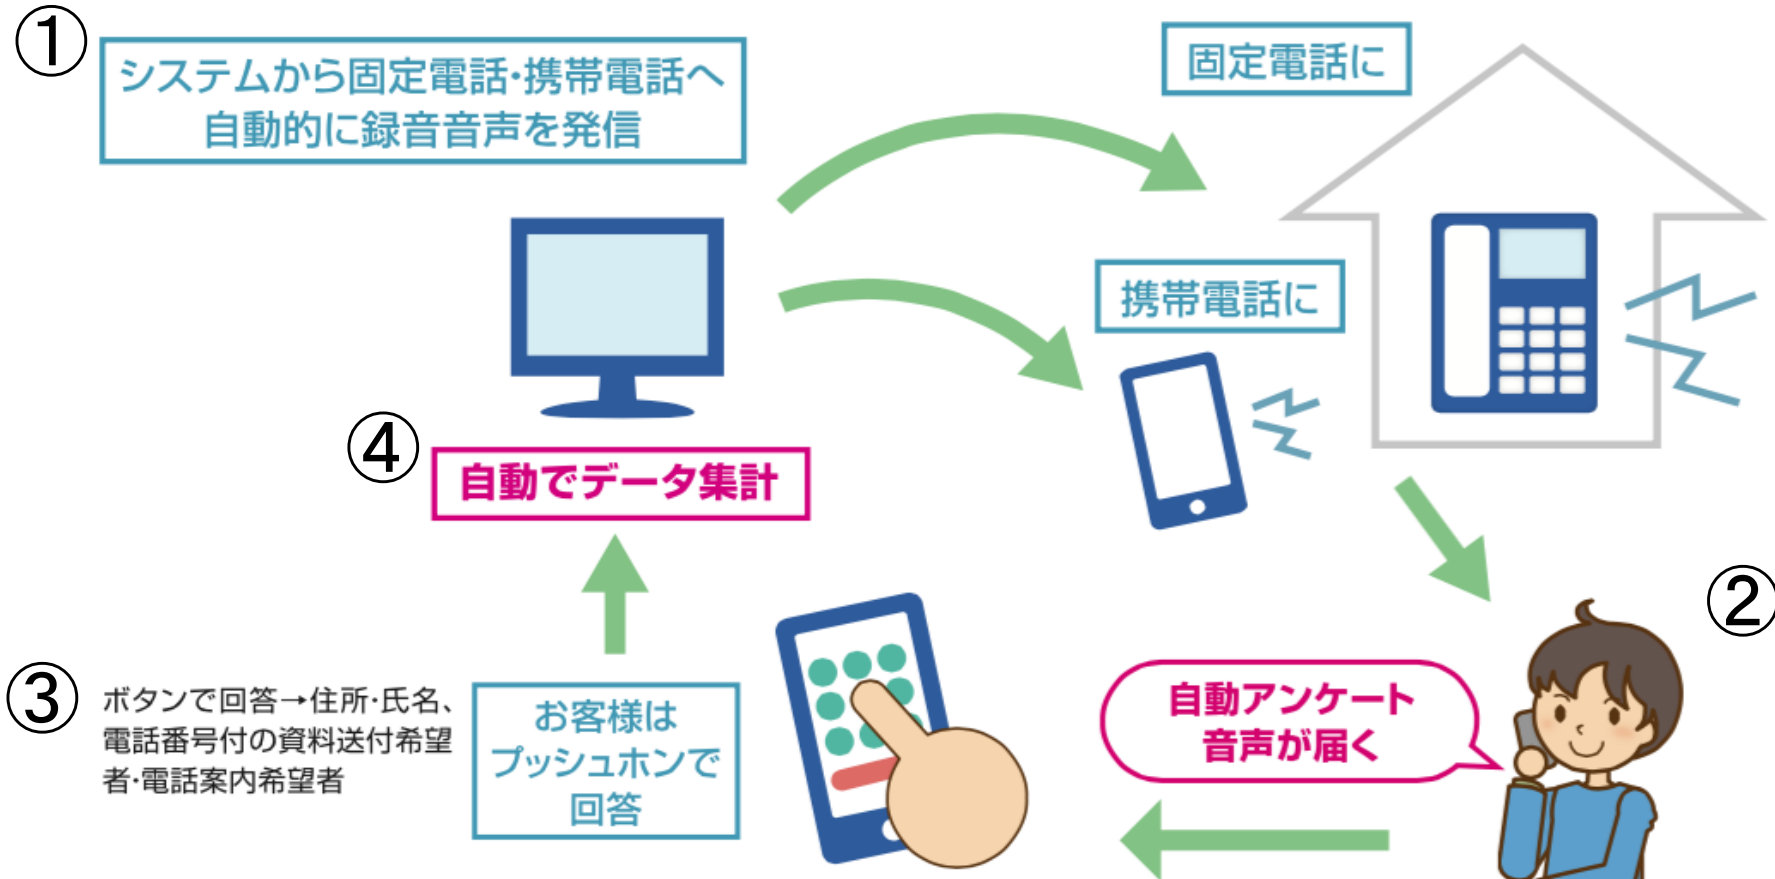 ①
システムから固定電話・携帯電話へ
自動的に録音音声を発信
固定電話に
携帯電話に
②
自動アンケート
音声が届く
③
ボタンで回答→住所・氏名、
電話番号付の資料送付希望
者・電話案内希望者
お客様は
プッシュホンで
回答
④
自動でデータ集計